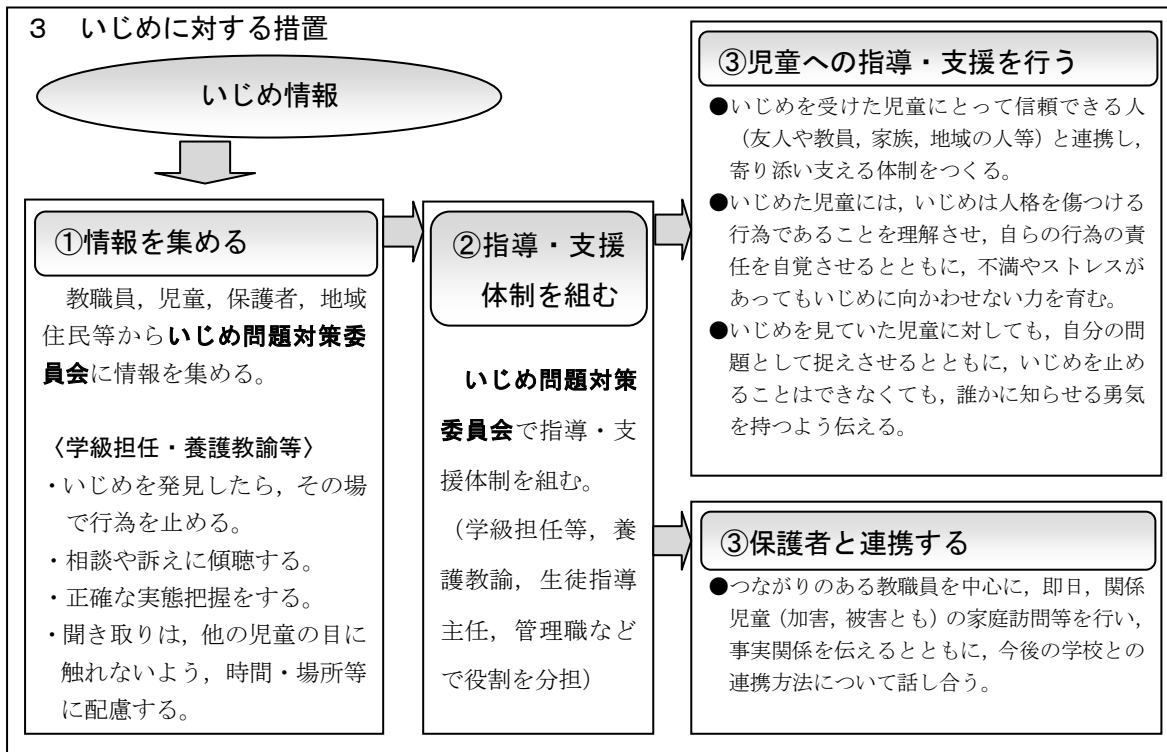 ３　いじめに対する措置
いじめ情報
①情報を集める
　教職員，児童，保護者，地域
住民等からいじめ問題対策委
員会に情報を集める。
〈学級担任・養護教諭等〉
・いじめを発見したら，その場
で行為を止める。
・相談や訴えに傾聴する。
・正確な実態把握をする。
・聞き取りは，他の児童の目に
触れないよう，時間・場所等
に配慮する。
②指導・支援
体制を組む
　いじめ問題対策
委員会で指導・支
援体制を組む。
（学級担任等，養
護教諭，生徒指導
主任，管理職など
で役割を分担）
③児童への指導・支援を行う
●いじめを受けた児童にとって信頼できる人
（友人や教員，家族，地域の人等）と連携し，
寄り添い支える体制をつくる。
●いじめた児童には，いじめは人格を傷つける
行為であることを理解させ，自らの行為の責
任を自覚させるとともに，不満やストレスが
あってもいじめに向かわせない力を育む。
●いじめを見ていた児童に対しても，自分の問
題として捉えさせるとともに，いじめを止め
ることはできなくても，誰かに知らせる勇気
を持つよう伝える。
③保護者と連携する
●つながりのある教職員を中心に，即日，関係
児童（加害，被害とも）の家庭訪問等を行い，
事実関係を伝えるとともに，今後の学校との
連携方法について話し合う。